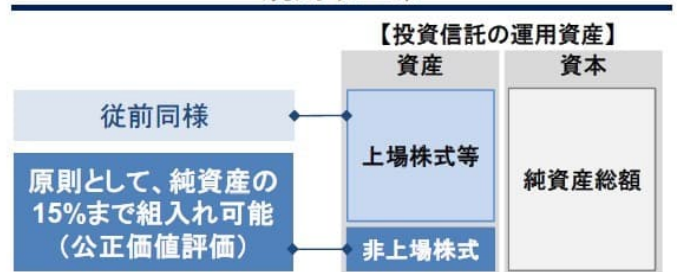 【投資信託の運用資産】
資産
資本
従前同様
上場株式等
純資産総額
原則として、純資産の
15%まで組入れ可能
(公正価値評価)
非上場株式